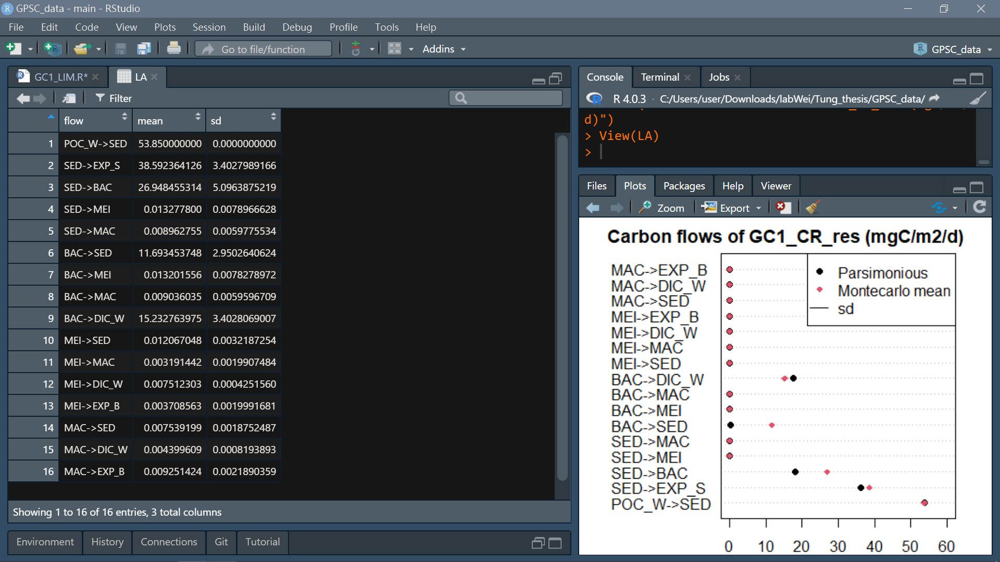 GPSC_data - main - RStudio
File Edit Code View Plots Session Build Debug Profile Tools Help
Go to file/function Addins GPSC_data
GC1_LIM.R* LA
Filter
flow mean sd
1 POC_W->SED 53.850000000 0.0000000000
2 SED->EXP_S 38.592364126 3.4027989166
3 SED->BAC 26.948455314 5.0963875219
4 SED->MEI 0.013277800 0.0078966628
5 SED->MAC 0.008962755 0.0059775534
6 BAC->SED 11.693453748 2.9502640624
7 BAC->MEI 0.013201556 0.0078278972
8 BAC->MAC 0.009036035 0.0059596709
9 BAC->DIC_W 15.232763975 3.4028069007
10 MEI->SED 0.012067048 0.0032187254
11 MEI->MAC 0.003191442 0.0019907484
12 MEI->DIC_W 0.007512303 0.0004251560
13 MEI->EXP_B 0.003708563 0.0019991681
14 MAC->SED 0.007539199 0.0018752487
15 MAC->DIC_W 0.004399609 0.0008193893
16 MAC->EXP_B 0.009251424 0.0021890359
Showing 1 to 16 of 16 entries, 3 total columns
Environment History Connections Git Tutorial
Console Terminal Jobs
R 4.0.3 · C:/Users/user/Downloads/labWei/Tung_thesis/GPSC_data/
d)")
> View(LA)
>
Files Plots Packages Help Viewer
Zoom Export
Carbon flows of GC1_CR_res (mgC/m2/d)
MAC->EXP_B
MAC->DIC_W
MAC->SED
MEI->EXP_B
MEI->DIC_W
MEI->MAC
MEI->SED
BAC->DIC_W
BAC->MAC
BAC->MEI
BAC->SED
SED->MAC
SED->MEI
SED->BAC
SED->EXP_S
POC_W->SED
Parsimonious
Montecarlo mean
sd
0 10 20 30 40 50 60